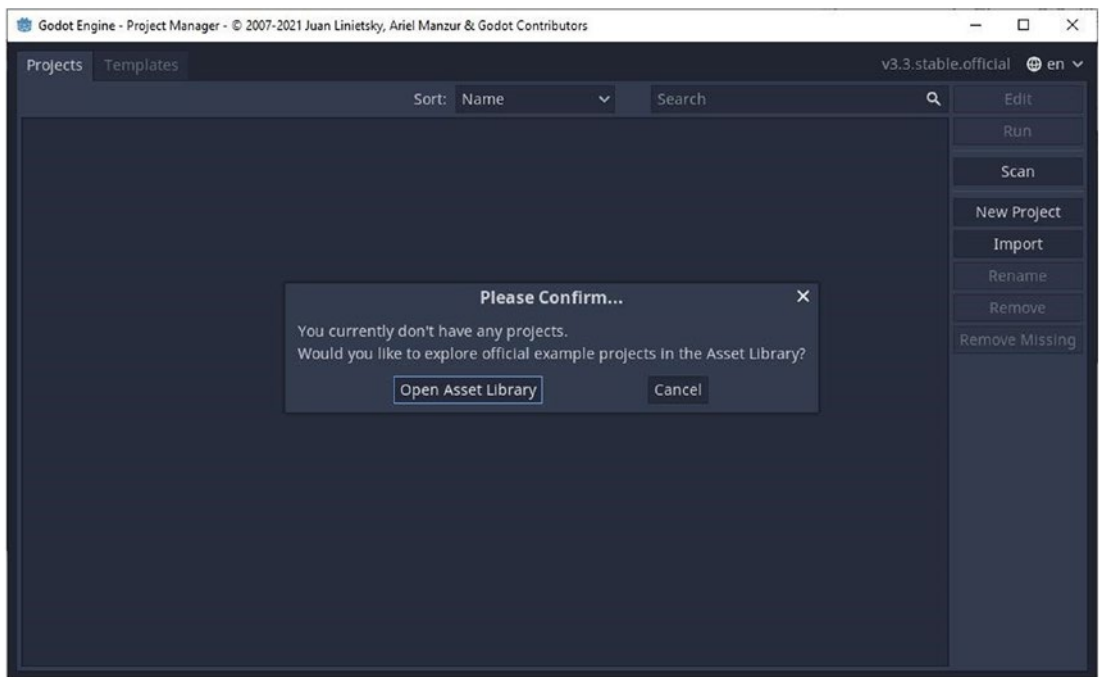 Godot Engine - Project Manager - © 2007-2021 Juan Linietsky, Ariel Manzur & Godot Contributors
Projects Templates v3.3.stable.official en
Sort: Name Search Edit
Run
Scan
New Project
Import
Rename
Remove
Remove Missing
Please Confirm...
You currently don't have any projects.
Would you like to explore official example projects in the Asset Library?
Open Asset Library Cancel